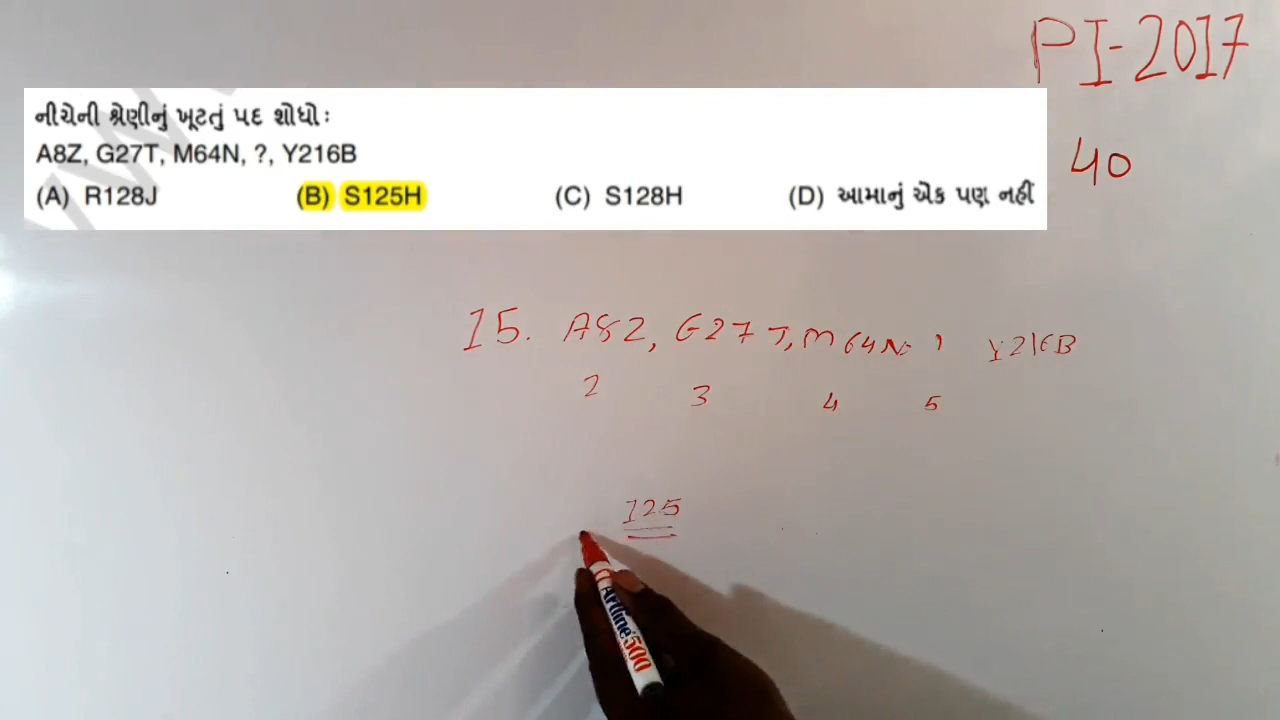 PI-2017
નીચેની શ્રેણીનું ખૂટતું પદ શોધો:
A8Z, G27T, M64N, ?, Y216B
40
(A) R128J (B) S125H (C) S128H (D) આમાનું એક પણ નહીં
15. A8Z, G27T, M64N, Y216B
2 3 4 5
125
Artline 500